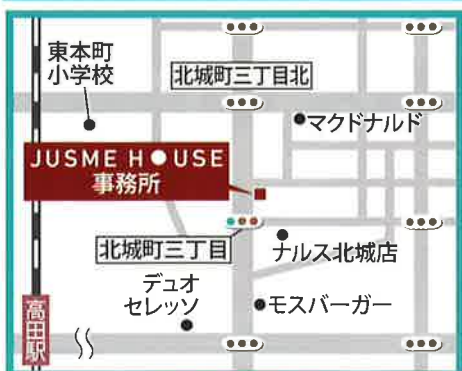 東本町
小学校
北城町三丁目北
マクドナルド
JUSME HOUSE
事務所
北城町三丁目
ナルス北城店
デュオ
セレッソ
モスバーガー
高田駅